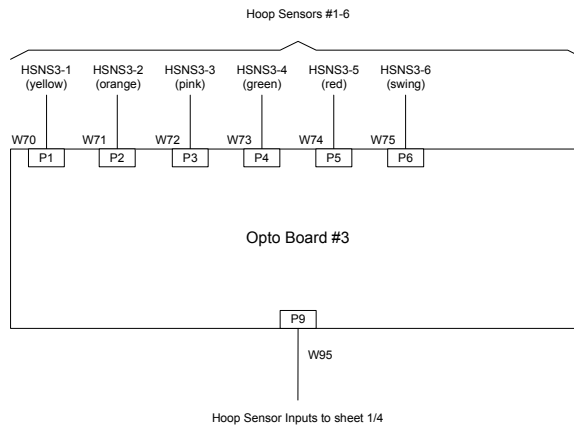 Hoop Sensors #1-6
HSNS3-1 HSNS3-2 HSNS3-3 HSNS3-4 HSNS3-5 HSNS3-6
(yellow) (orange) (pink) (green) (red) (swing)
W70 W71 W72 W73 W74 W75
P1 P2 P3 P4 P5 P6
Opto Board #3
P9
W95
Hoop Sensor Inputs to sheet 1/4